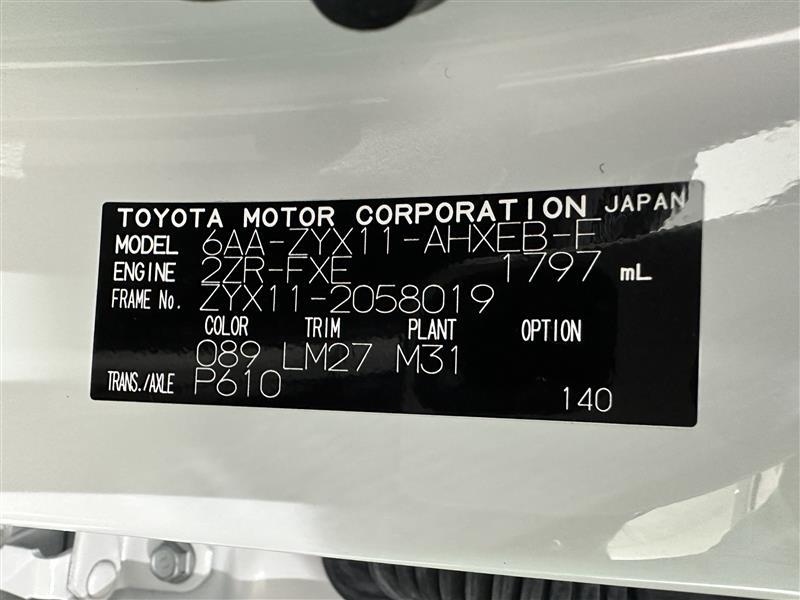 TOYOTA MOTOR CORPORATION JAPAN
MODEL 6AA-ZYX11-AHXEB-F
ENGINE 2ZR-FXE 1797 mL
FRAME No. ZYX11-2058019
COLOR TRIM PLANT OPTION
089 LM27 M31
TRANS./AXLE P610 140